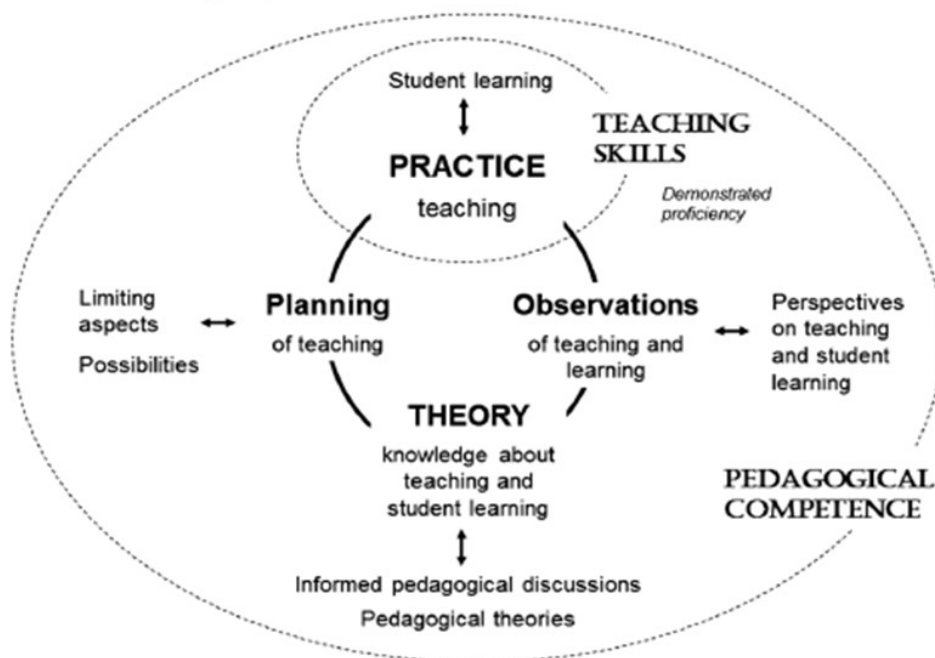 Student learning
PRACTICE
teaching
TEACHING
SKILLS
Demonstrated
proficiency
Limiting
aspects
Possibilities
Planning
of teaching
Observations
of teaching and
learning
Perspectives
on teaching
and student
learning
THEORY
knowledge about
teaching and
student learning
PEDAGOGICAL
COMPETENCE
Informed pedagogical discussions
Pedagogical theories